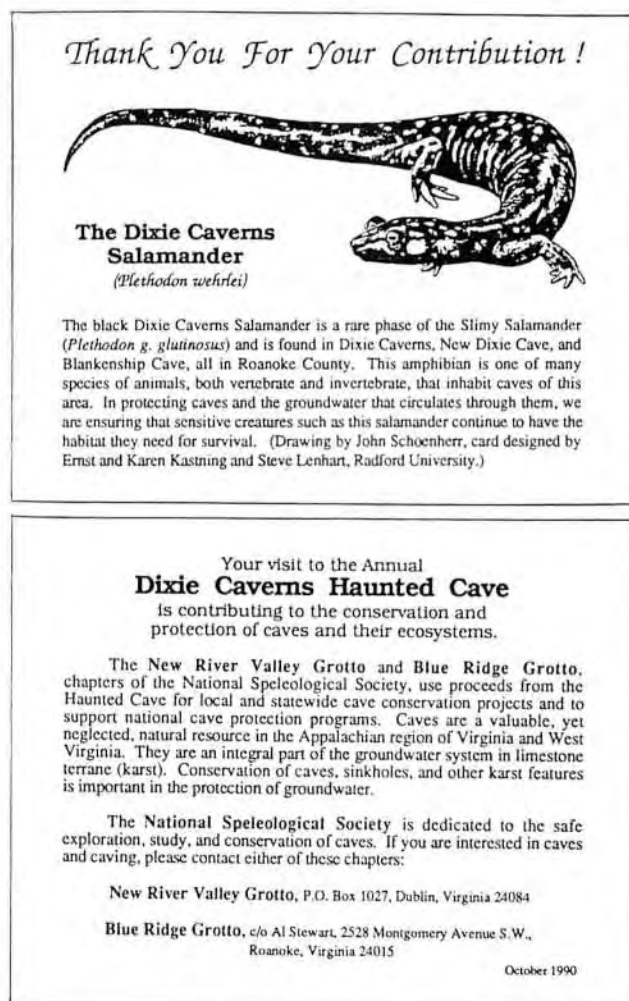 Thank You For Your Contribution !
The Dixie Caverns
Salamander
(Plethodon wehrlei)
The black Dixie Caverns Salamander is a rare phase of the Slimy Salamander
(Plethodon g. glutinosus) and is found in Dixie Caverns, New Dixie Cave, and
Blankenship Cave, all in Roanoke County. This amphibian is one of many
species of animals, both vertebrate and invertebrate, that inhabit caves of this
area. In protecting caves and the groundwater that circulates through them, we
are ensuring that sensitive creatures such as this salamander continue to have the
habitat they need for survival. (Drawing by John Schoenherr, card designed by
Ernst and Karen Kastning and Steve Lenhart, Radford University.)
Your visit to the Annual
Dixie Caverns Haunted Cave
is contributing to the conservation and
protection of caves and their ecosystems.
The New River Valley Grotto and Blue Ridge Grotto,
chapters of the National Speleological Society, use proceeds from the
Haunted Cave for local and statewide cave conservation projects and to
support national cave protection programs. Caves are a valuable, yet
neglected, natural resource in the Appalachian region of Virginia and West
Virginia. They are an integral part of the groundwater system in limestone
terrane (karst). Conservation of caves, sinkholes, and other karst features
is important in the protection of groundwater.
The National Speleological Society is dedicated to the safe
exploration, study, and conservation of caves. If you are interested in caves
and caving, please contact either of these chapters:
New River Valley Grotto, P.O. Box 1027, Dublin, Virginia 24084
Blue Ridge Grotto, c/o Al Stewart, 2528 Montgomery Avenue S.W.,
Roanoke, Virginia 24015
October 1990